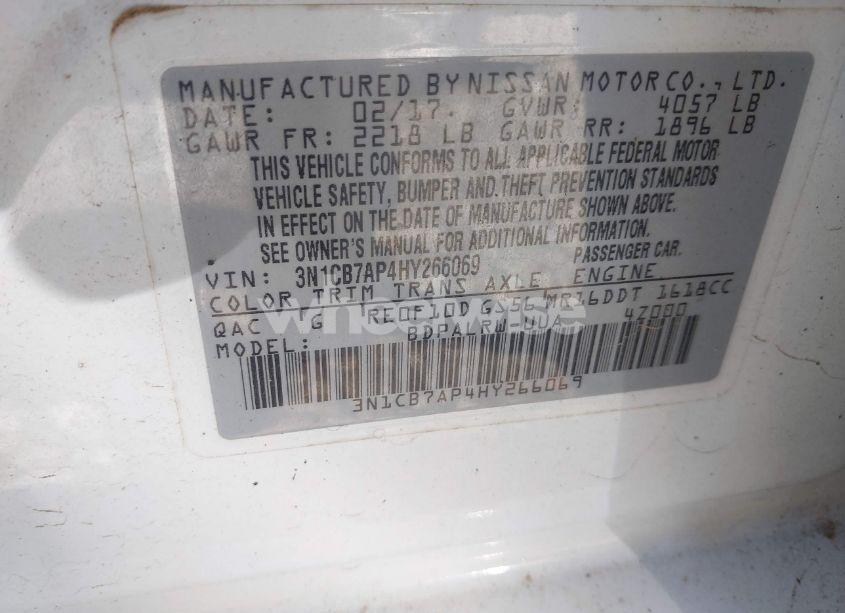 MANUFACTURED BY NISSAN MOTOR CO., LTD.
DATE: 02/17. GVWR: 4057 LB
GAWR FR: 2218 LB GAWR RR: 1896 LB
THIS VEHICLE CONFORMS TO ALL APPLICABLE FEDERAL MOTOR
VEHICLE SAFETY, BUMPER AND THEFT PREVENTION STANDARDS
IN EFFECT ON THE DATE OF MANUFACTURE SHOWN ABOVE.
SEE OWNER'S MANUAL FOR ADDITIONAL INFORMATION.
VIN: 3N1CB7AP4HY266069 PASSENGER CAR.
COLOR TRIM TRANS AXLE ENGINE
QAC G RE0F10D GS56 MR16DDT 1618CC
MODEL: BDPALRW-UUA 4Z000
3N1CB7AP4HY266069